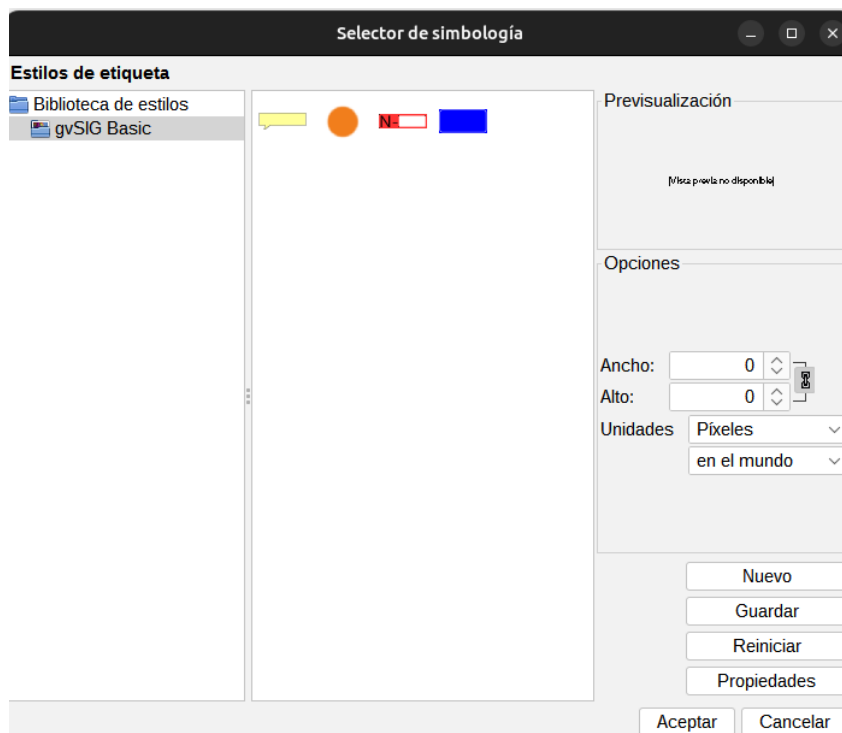 Selector de simbología
Estilos de etiqueta
Biblioteca de estilos
gvSIG Basic
N-
Previsualización
[Vista previa no disponible]
Opciones
Ancho: 0
Alto: 0
Unidades Píxeles
en el mundo
Nuevo
Guardar
Reiniciar
Propiedades
Aceptar Cancelar